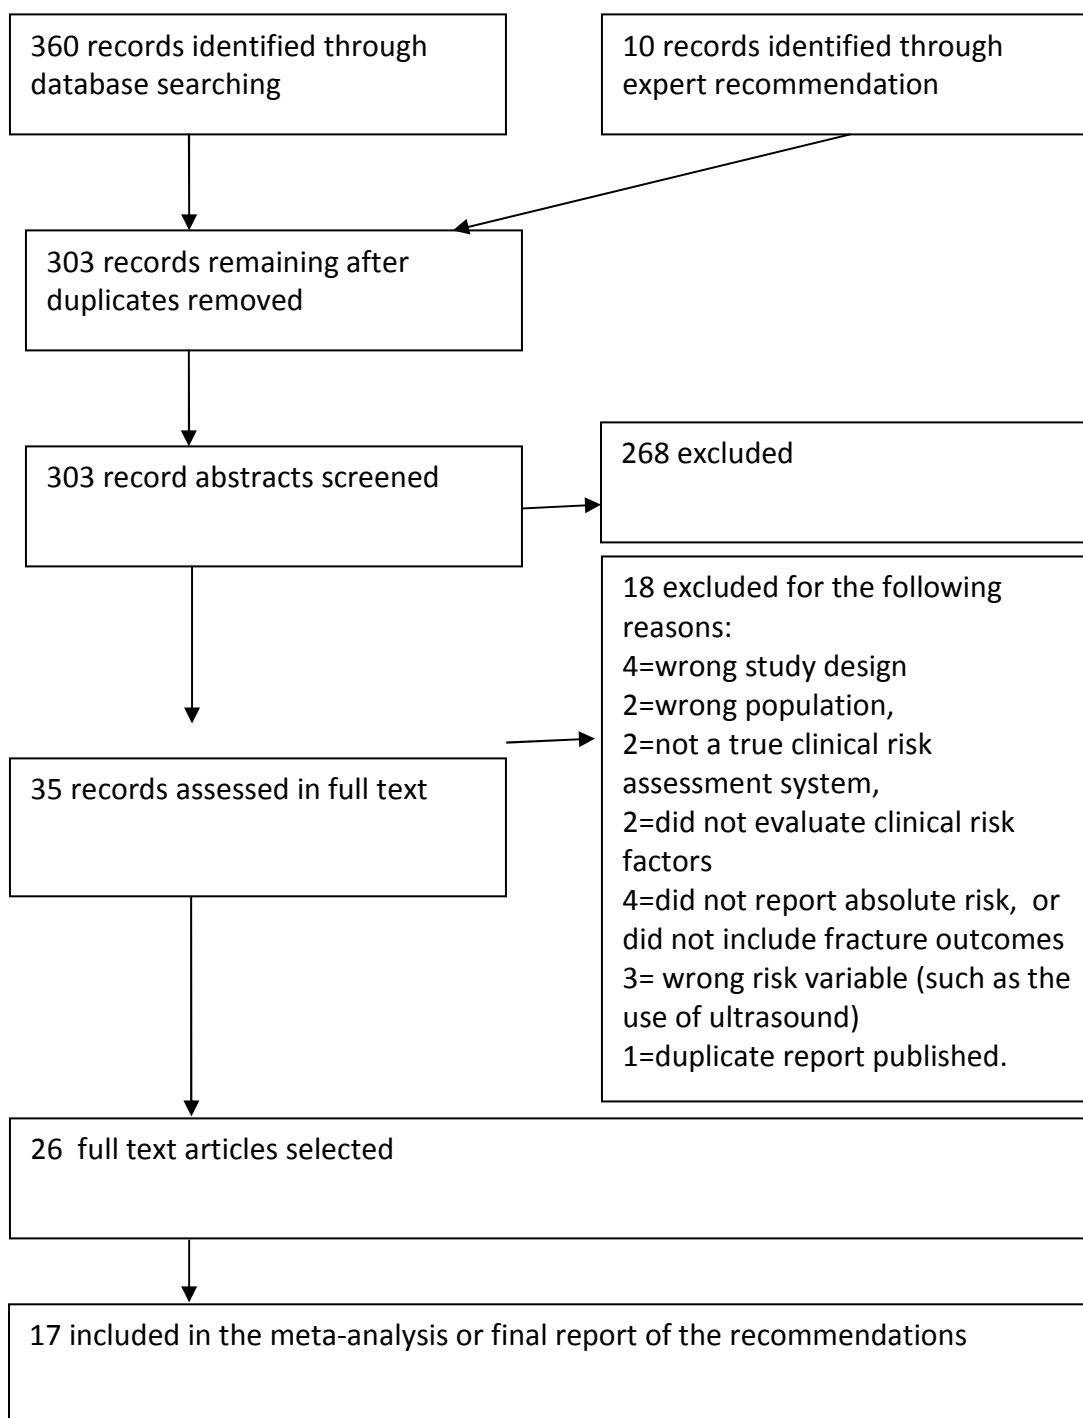 360 records identified through
database searching
10 records identified through
expert recommendation
303 records remaining after
duplicates removed
303 record abstracts screened
268 excluded
18 excluded for the following
reasons:
4=wrong study design
2=wrong population,
2=not a true clinical risk
assessment system,
2=did not evaluate clinical risk
factors
4=did not report absolute risk,  or
did not include fracture outcomes
3= wrong risk variable (such as the
use of ultrasound)
1=duplicate report published.
35 records assessed in full text
26  full text articles selected
17 included in the meta-analysis or final report of the recommendations